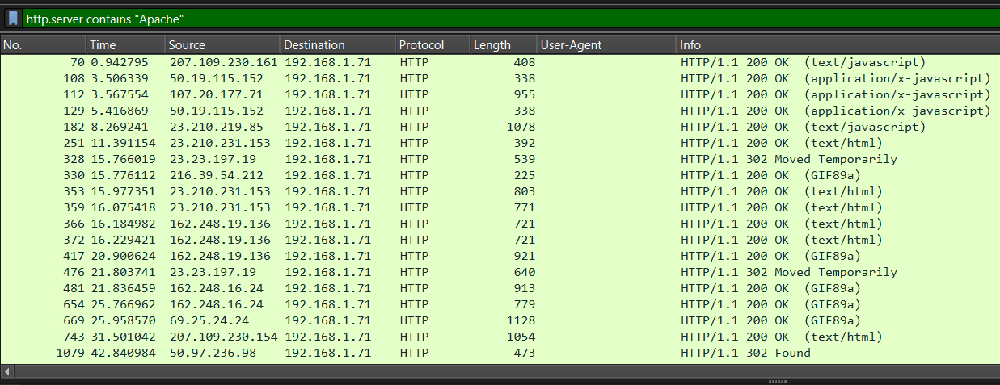 http.server contains "Apache"
No. Time Source Destination Protocol Length User-Agent Info
70 0.942795 207.109.230.161 192.168.1.71 HTTP 408 HTTP/1.1 200 OK (text/javascript)
108 3.506339 50.19.115.152 192.168.1.71 HTTP 338 HTTP/1.1 200 OK (application/x-javascript)
112 3.567554 107.20.177.71 192.168.1.71 HTTP 955 HTTP/1.1 200 OK (application/x-javascript)
129 5.416869 50.19.115.152 192.168.1.71 HTTP 338 HTTP/1.1 200 OK (application/x-javascript)
182 8.269241 23.210.219.85 192.168.1.71 HTTP 1078 HTTP/1.1 200 OK (text/javascript)
251 11.391154 23.210.231.153 192.168.1.71 HTTP 392 HTTP/1.1 200 OK (text/html)
328 15.766019 23.23.197.19 192.168.1.71 HTTP 539 HTTP/1.1 302 Moved Temporarily
330 15.776112 216.39.54.212 192.168.1.71 HTTP 225 HTTP/1.1 200 OK (GIF89a)
353 15.977351 23.210.231.153 192.168.1.71 HTTP 803 HTTP/1.1 200 OK (text/html)
359 16.075418 23.210.231.153 192.168.1.71 HTTP 771 HTTP/1.1 200 OK (text/html)
366 16.184982 162.248.19.136 192.168.1.71 HTTP 721 HTTP/1.1 200 OK (text/html)
372 16.229421 162.248.19.136 192.168.1.71 HTTP 721 HTTP/1.1 200 OK (text/html)
417 20.900624 162.248.19.136 192.168.1.71 HTTP 921 HTTP/1.1 200 OK (GIF89a)
476 21.803741 23.23.197.19 192.168.1.71 HTTP 640 HTTP/1.1 302 Moved Temporarily
481 21.836459 162.248.16.24 192.168.1.71 HTTP 913 HTTP/1.1 200 OK (GIF89a)
654 25.766962 162.248.16.24 192.168.1.71 HTTP 779 HTTP/1.1 200 OK (GIF89a)
669 25.958570 69.25.24.24 192.168.1.71 HTTP 1128 HTTP/1.1 200 OK (GIF89a)
743 31.501042 207.109.230.154 192.168.1.71 HTTP 1054 HTTP/1.1 200 OK (text/html)
1079 42.840984 50.97.236.98 192.168.1.71 HTTP 473 HTTP/1.1 302 Found